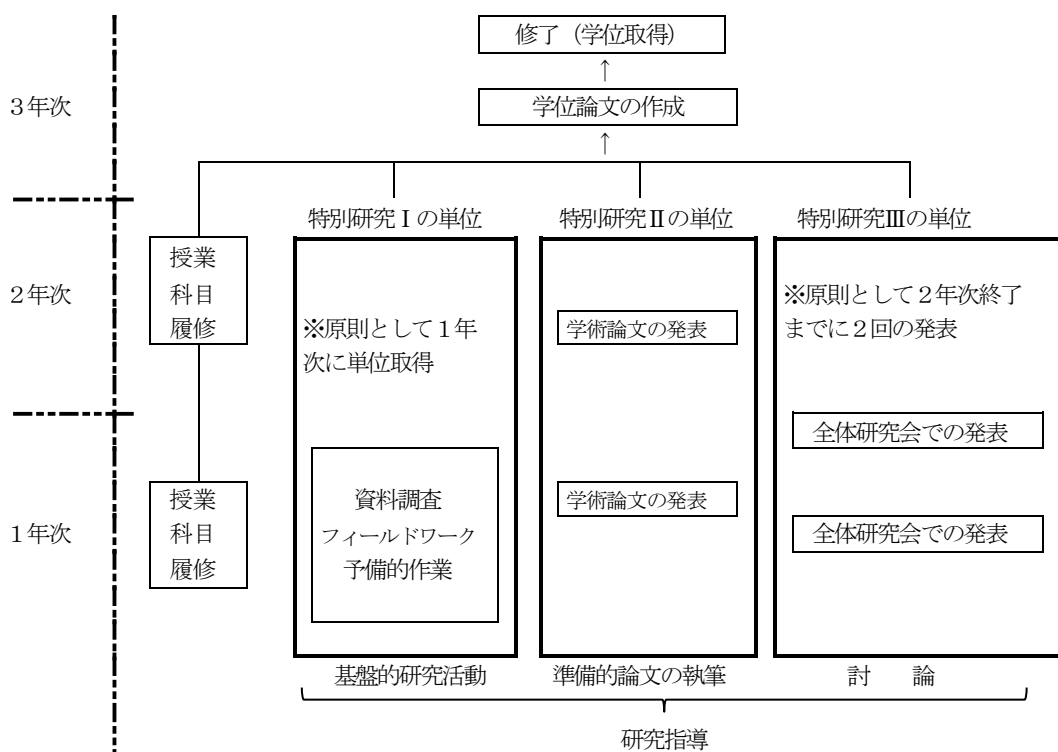 修了（学位取得）
↑
3年次
学位論文の作成
↑
特別研究Ⅰの単位
特別研究Ⅱの単位
特別研究Ⅲの単位
2年次
授業
科目
履修
※原則として１年
次に単位取得
学術論文の発表
※原則として２年次終了
までに２回の発表
全体研究会での発表
1年次
授業
科目
履修
資料調査
フィールドワーク
予備的作業
学術論文の発表
全体研究会での発表
基盤的研究活動
準備的論文の執筆
討　　論
研究指導